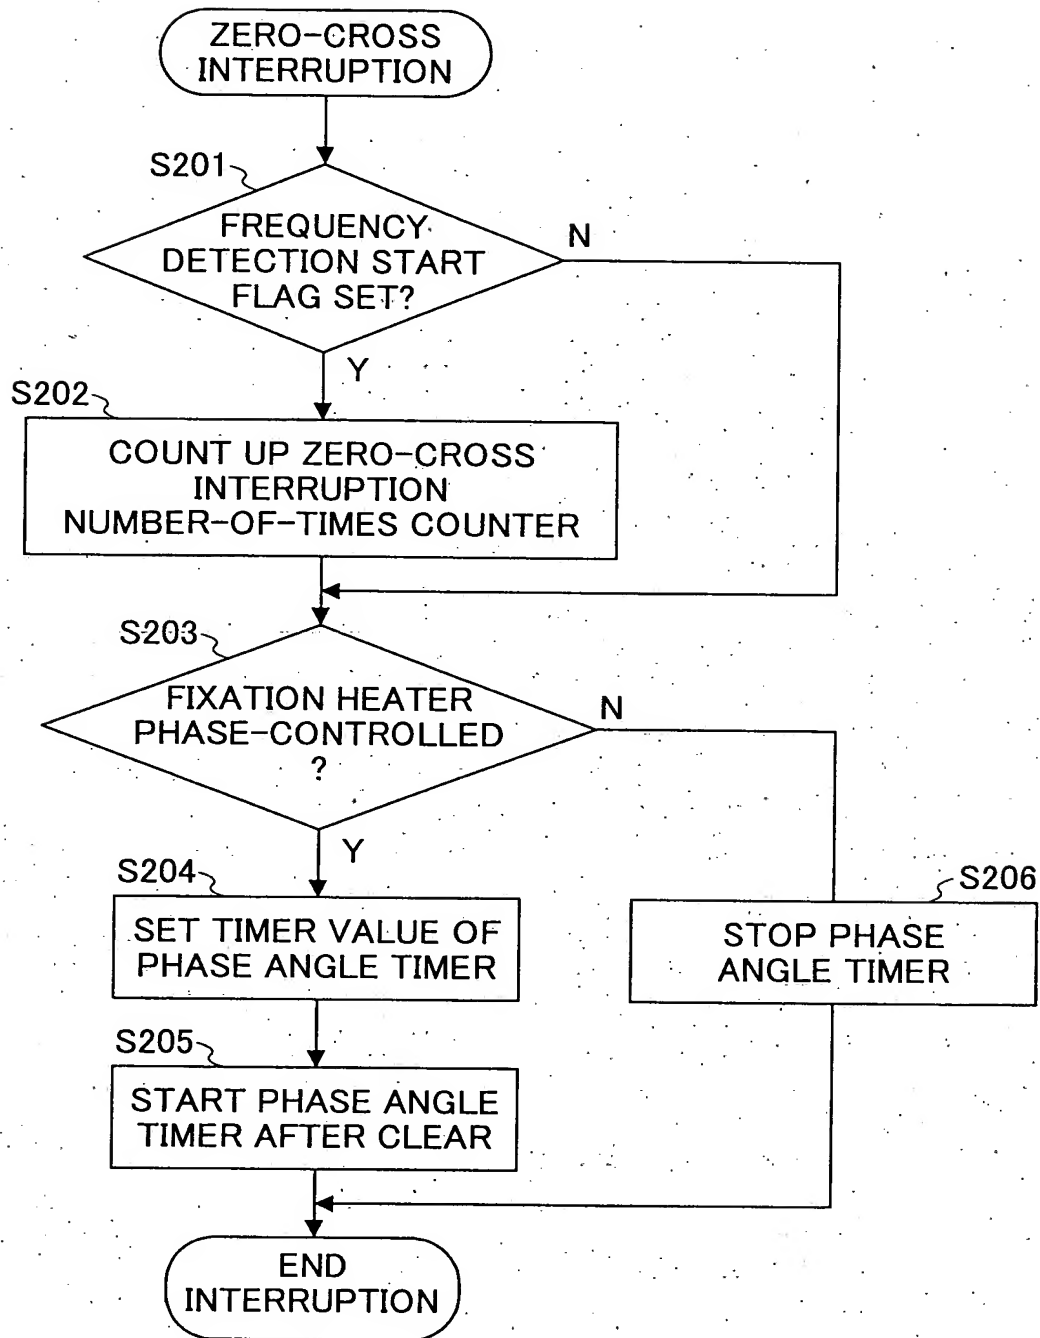 ZERO-CROSS
INTERRUPTION
S201
FREQUENCY
DETECTION START
FLAG SET?
N
Y
S202
COUNT UP ZERO-CROSS
INTERRUPTION
NUMBER-OF-TIMES COUNTER
S203
FIXATION HEATER
PHASE-CONTROLLED
?
N
Y
S204
SET TIMER VALUE OF
PHASE ANGLE TIMER
S206
STOP PHASE
ANGLE TIMER
S205
START PHASE ANGLE
TIMER AFTER CLEAR
END
INTERRUPTION